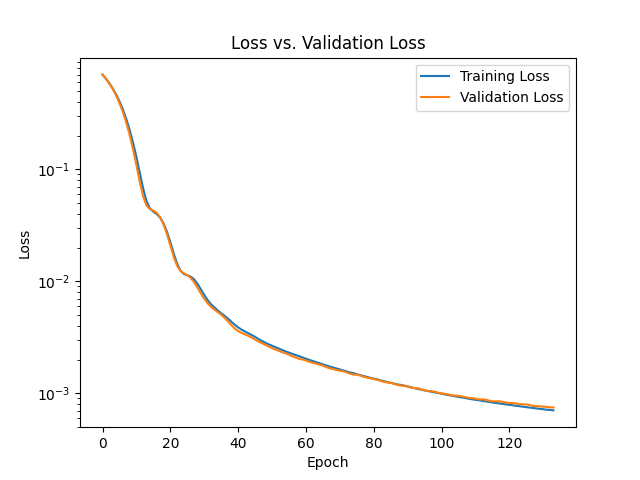 Loss vs. Validation Loss
Training Loss
Validation Loss
10⁻¹
10⁻²
10⁻³
Loss
0 20 40 60 80 100 120
Epoch